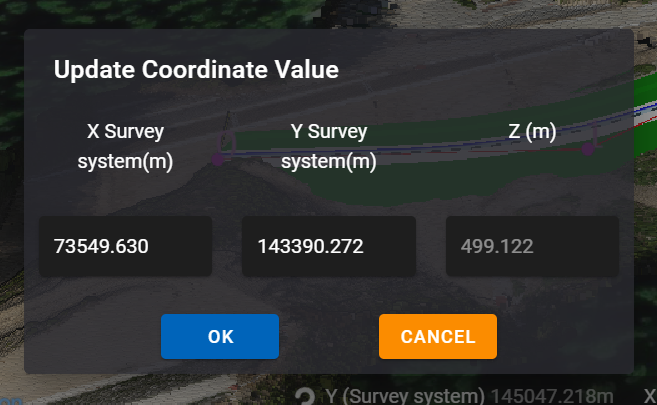 Update Coordinate Value
X Survey
system(m)
Y Survey
system(m)
Z (m)
73549.630
143390.272
499.122
OK
CANCEL
Y (Survey system) 145047.218m X